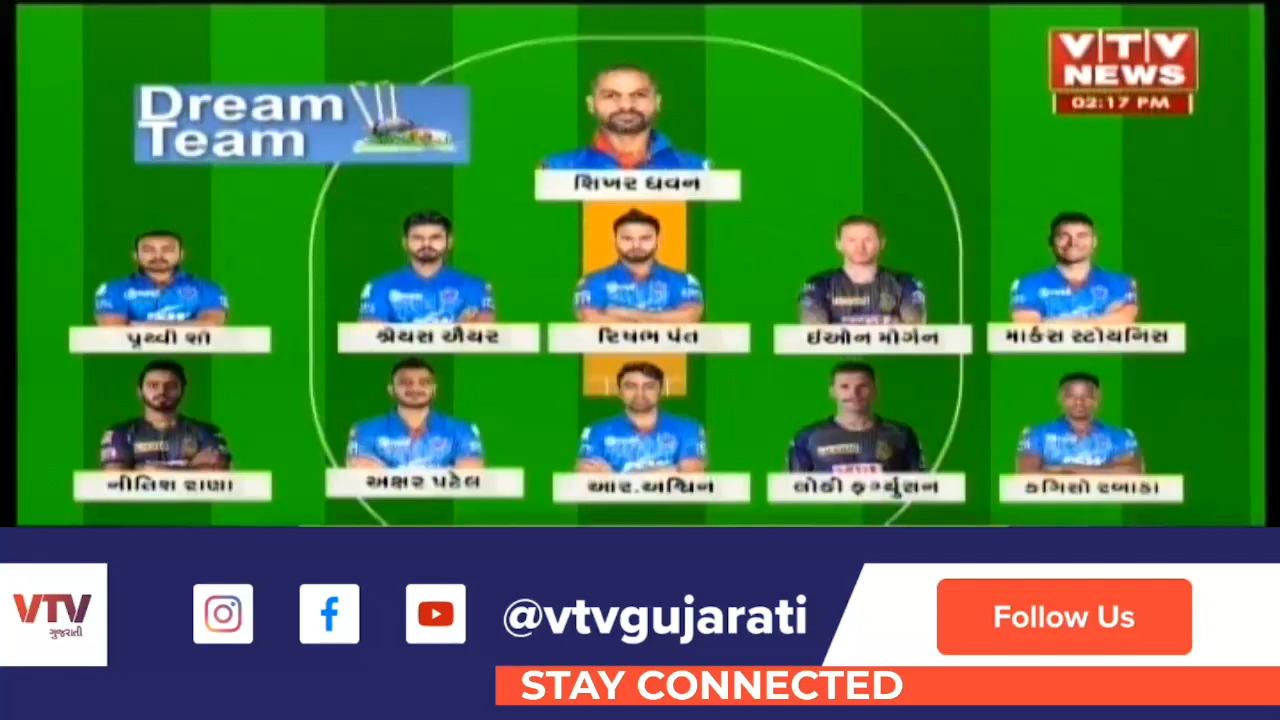 VTV
NEWS
02:17 PM
Dream
Team
શિખર ધવન
પૃથ્વી શો
શ્રેયસ ઐયર
રિષભ પંત
ઈઓન મોર્ગન
માર્કસ સ્ટોયનિસ
નીતિશ રાણા
અક્ષર પટેલ
આર.અશ્વિન
લોકી ફર્ગ્યુસન
કગિસો રબાડા
VTV
ગુજરાતી
@vtvgujarati
Follow Us
STAY CONNECTED